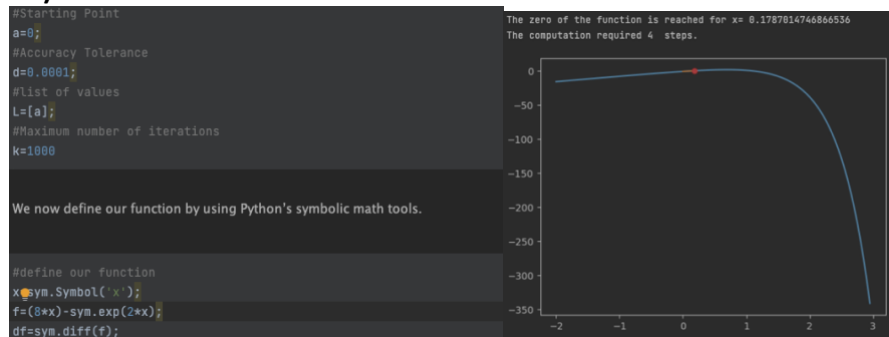 #Starting Point
a=0;
#Accuracy Tolerance
d=0.0001;
#list of values
L=[a];
#Maximum number of iterations
k=1000
We now define our function by using Python's symbolic math tools.
#define our function
x=sym.Symbol('x');
f=(8*x)-sym.exp(2*x);
df=sym.diff(f);
The zero of the function is reached for x= 0.1787014746866536
The computation required 4 steps.
0
−50
−100
−150
−200
−250
−300
−350
−2 −1 0 1 2 3